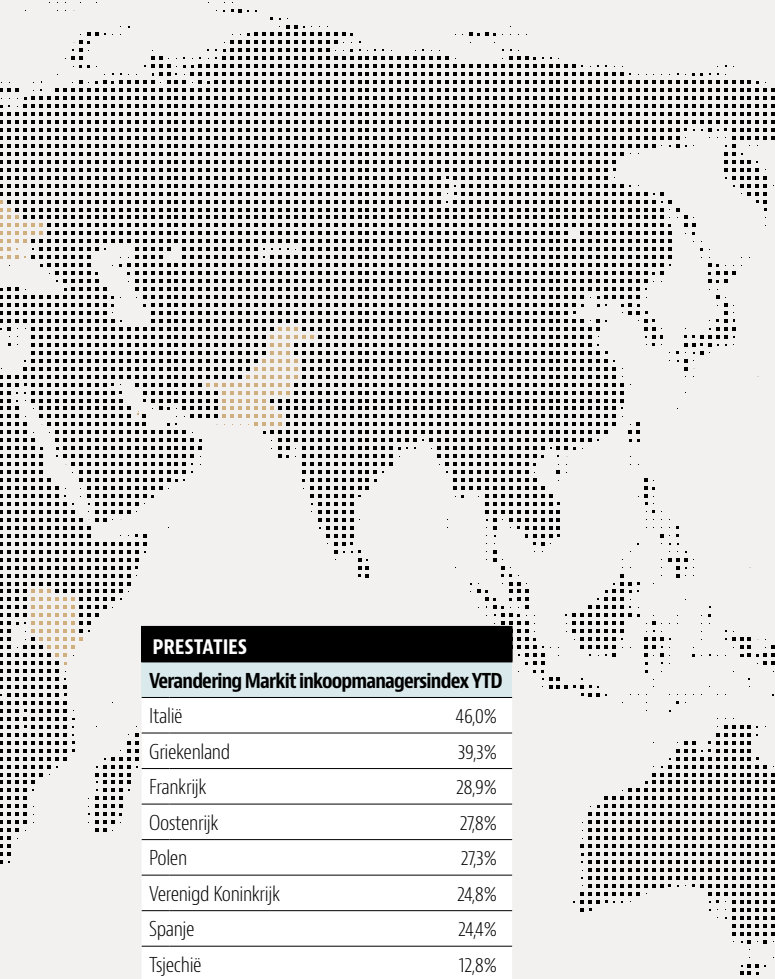 PRESTATIES
Verandering Markit inkoopmanagersindex YTD
Italië 46,0%
Griekenland 39,3%
Frankrijk 28,9%
Oostenrijk 27,8%
Polen 27,3%
Verenigd Koninkrijk 24,8%
Spanje 24,4%
Tsjechië 12,8%